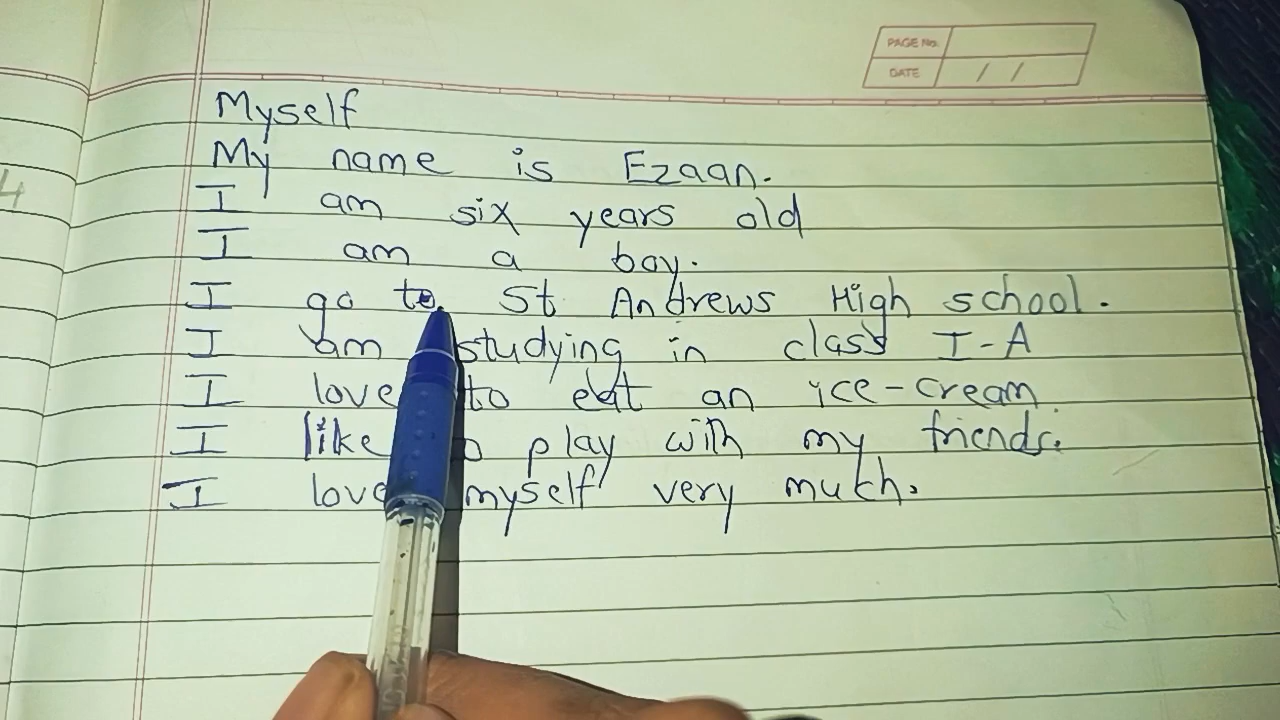 PAGE No.
DATE / /
Myself
My name is Ezaan.
I am six years old
I am a boy.
I go to St Andrews High school.
I am studying in class I-A
I love to eat an ice-cream
I like to play with my friends.
I love myself very much.